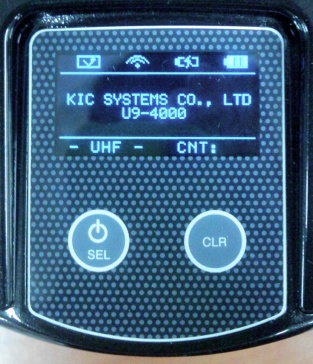 KIC SYSTEMS CO., LTD
U9-4000
- UHF - CNT:
SEL CLR